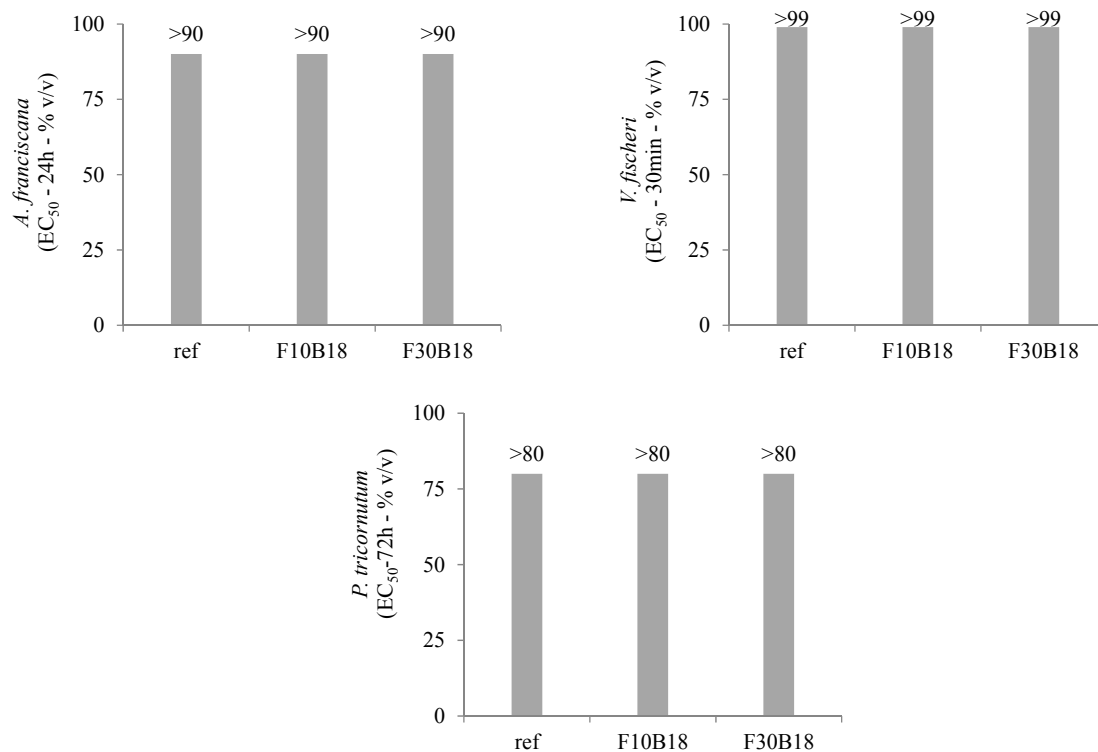 A. franciscana
(EC50 - 24h - % v/v)
100
75
50
25
0
>90 >90 >90
ref F10B18 F30B18
V. fischeri
(EC50 - 30min - % v/v)
100
75
50
25
0
>99 >99 >99
ref F10B18 F30B18
P. tricornutum
(EC50-72h - % v/v)
100
75
50
25
0
>80 >80 >80
ref F10B18 F30B18